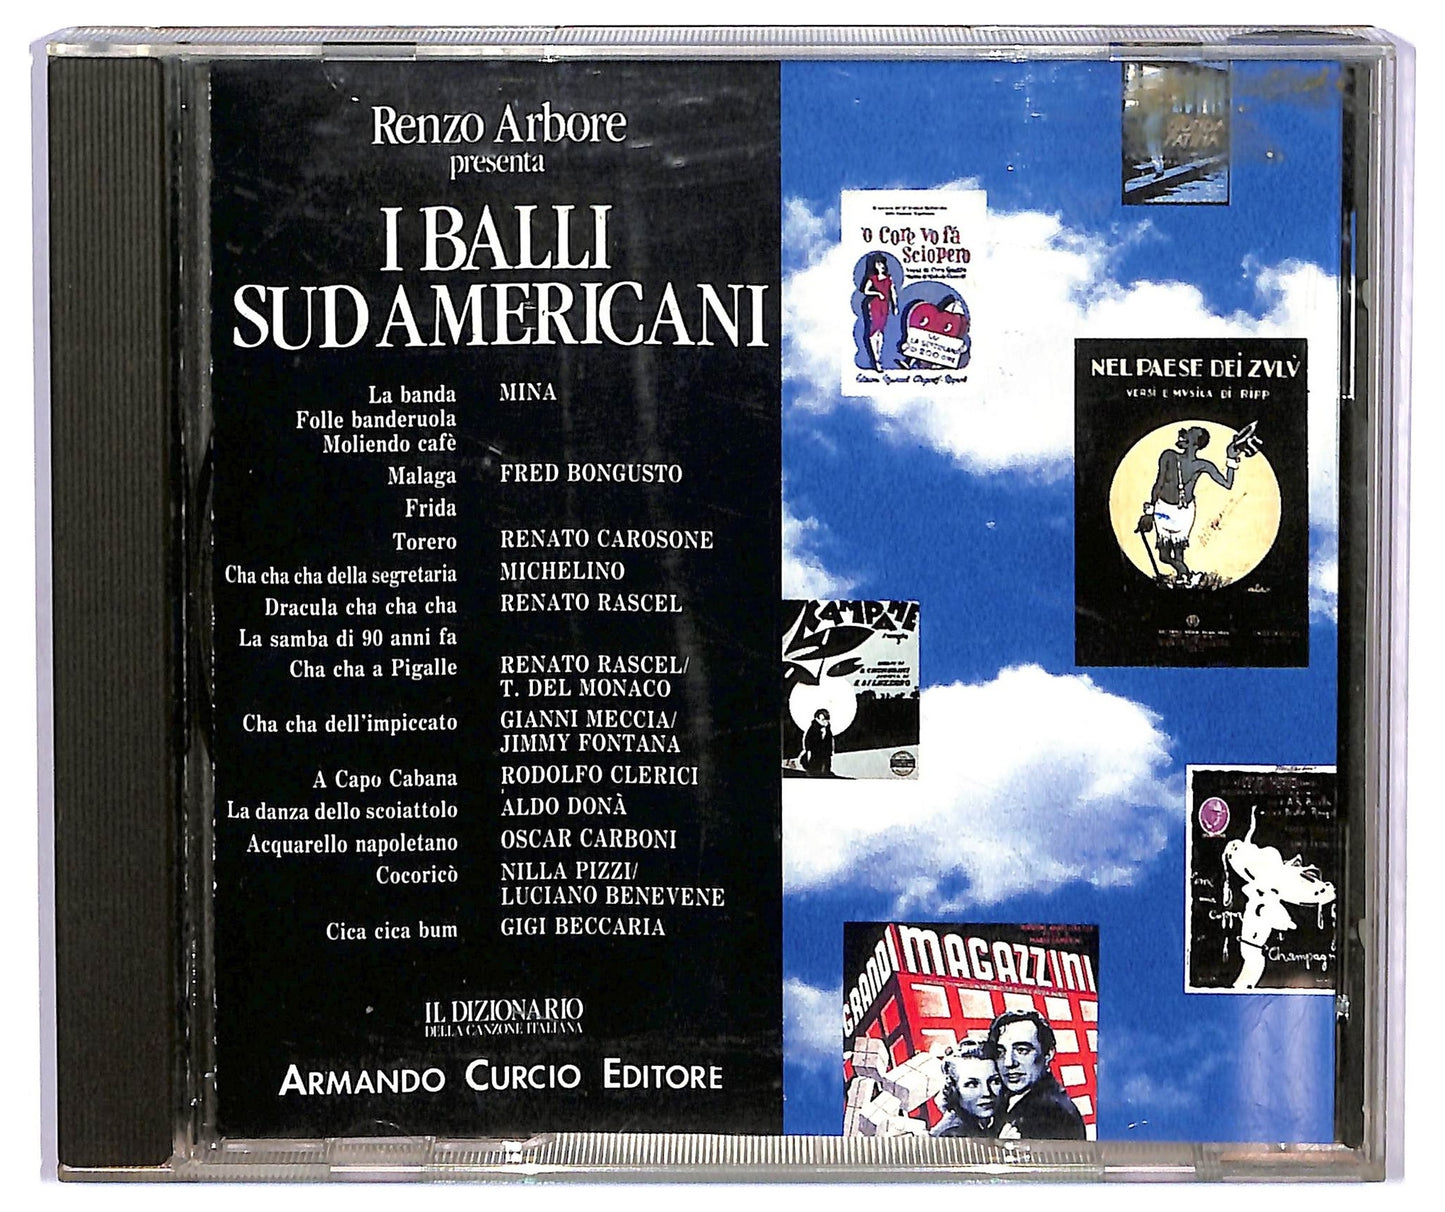 Renzo Arbore
presenta
I BALLI
SUDAMERICANI
La banda MINA
Folle banderuola
Moliendo cafè
Malaga FRED BONGUSTO
Frida
Torero RENATO CAROSONE
Cha cha cha della segretaria MICHELINO
Dracula cha cha cha RENATO RASCEL
La samba di 90 anni fa
Cha cha a Pigalle RENATO RASCEL/
T. DEL MONACO
Cha cha dell'impiccato GIANNI MECCIA/
JIMMY FONTANA
A Capo Cabana RODOLFO CLERICI
La danza dello scoiattolo ALDO DONÀ
Acquarello napoletano OSCAR CARBONI
Cocoricò NILLA PIZZI/
LUCIANO BENEVENE
Cica cica bum GIGI BECCARIA
IL DIZIONARIO
DELLA CANZONE ITALIANA
ARMANDO CURCIO EDITORE
'O CORE VO FÀ
SCIOPERO
NEL PAESE DEI ZVLÙ
VERSI E MVSICA DI RIPP
KAMPANE
Champagn
GRANDI MAGAZZINI